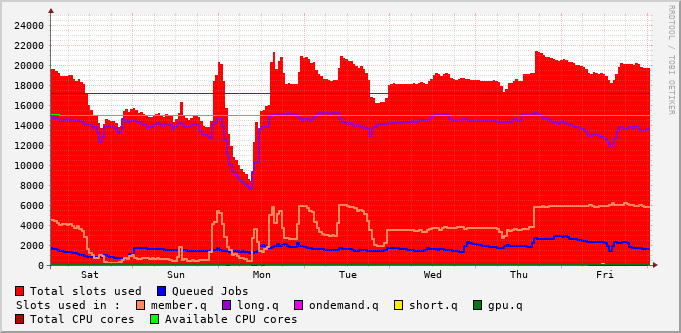 RRDTOOL / TOBI OETIKER
24000
22000
20000
18000
16000
14000
12000
10000
8000
6000
4000
2000
0
Sat Sun Mon Tue Wed Thu Fri
Total slots used Queued Jobs
Slots used in : member.q long.q ondemand.q short.q gpu.q
Total CPU cores Available CPU cores